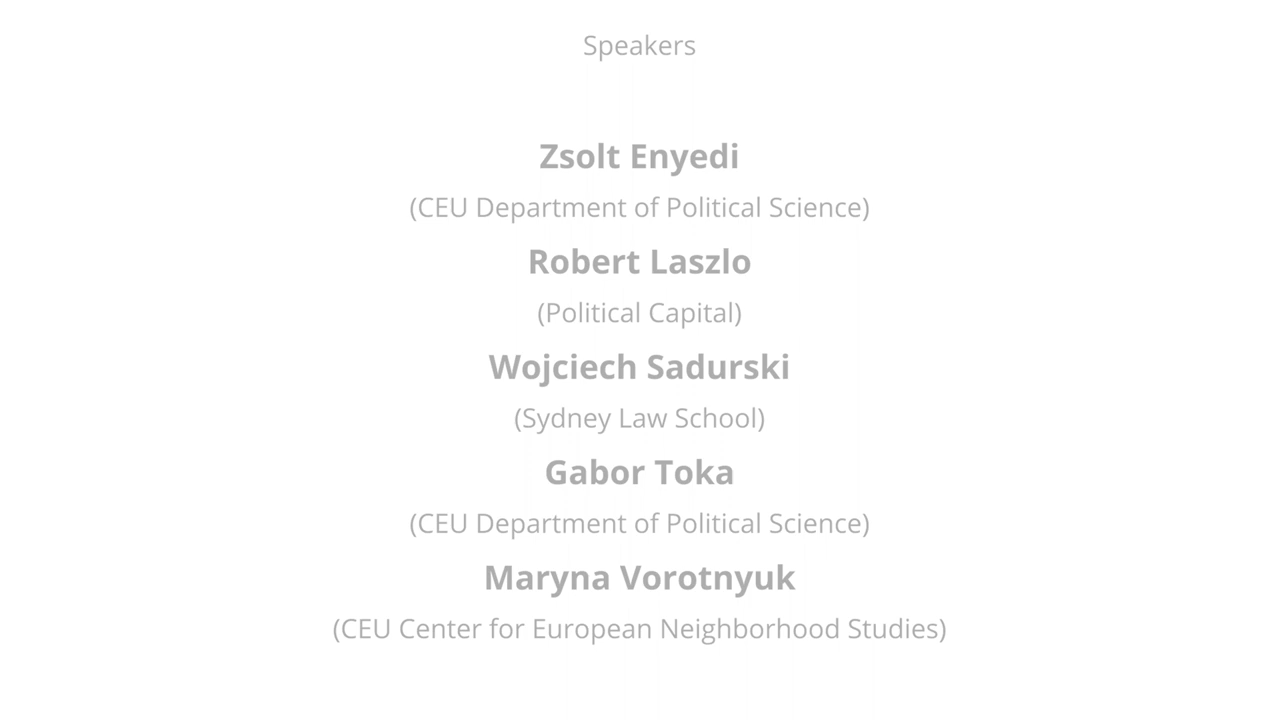 Speakers
Zsolt Enyedi
(CEU Department of Political Science)
Robert Laszlo
(Political Capital)
Wojciech Sadurski
(Sydney Law School)
Gabor Toka
(CEU Department of Political Science)
Maryna Vorotnyuk
(CEU Center for European Neighborhood Studies)